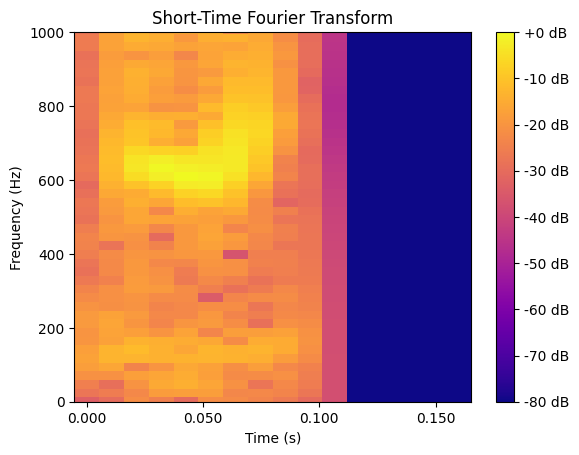 Short-Time Fourier Transform
1000
800
600
400
200
0
Frequency (Hz)
0.000
0.050
0.100
0.150
Time (s)
+0 dB
-10 dB
-20 dB
-30 dB
-40 dB
-50 dB
-60 dB
-70 dB
-80 dB